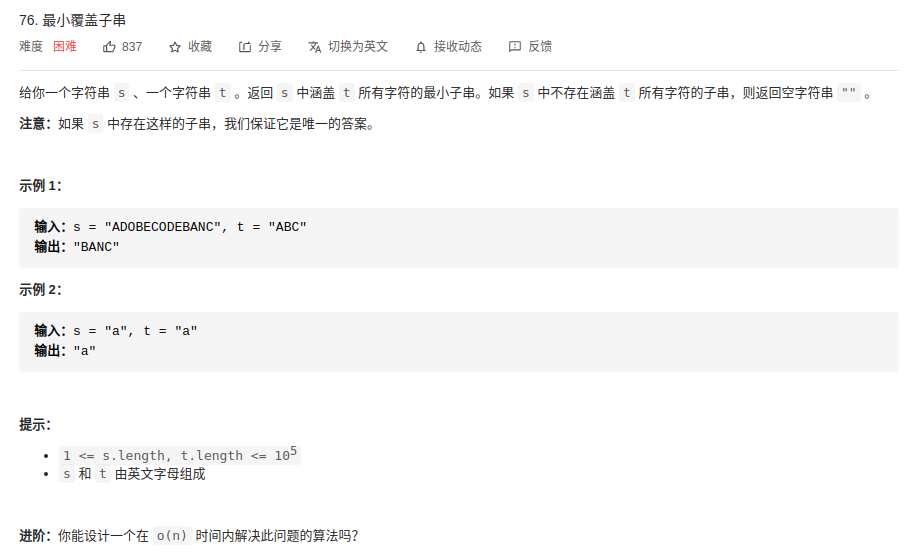 76. 最小覆盖子串
难度 困难 837 收藏 分享 切换为英文 接收动态 反馈
给你一个字符串 s 、一个字符串 t 。返回 s 中涵盖 t 所有字符的最小子串。如果 s 中不存在涵盖 t 所有字符的子串，则返回空字符串 "" 。
注意：如果 s 中存在这样的子串，我们保证它是唯一的答案。
示例 1：
输入：s = "ADOBECODEBANC", t = "ABC"
输出："BANC"
示例 2：
输入：s = "a", t = "a"
输出："a"
提示：
• 1 <= s.length, t.length <= 10⁵
• s 和 t 由英文字母组成
进阶：你能设计一个在 o(n) 时间内解决此问题的算法吗？